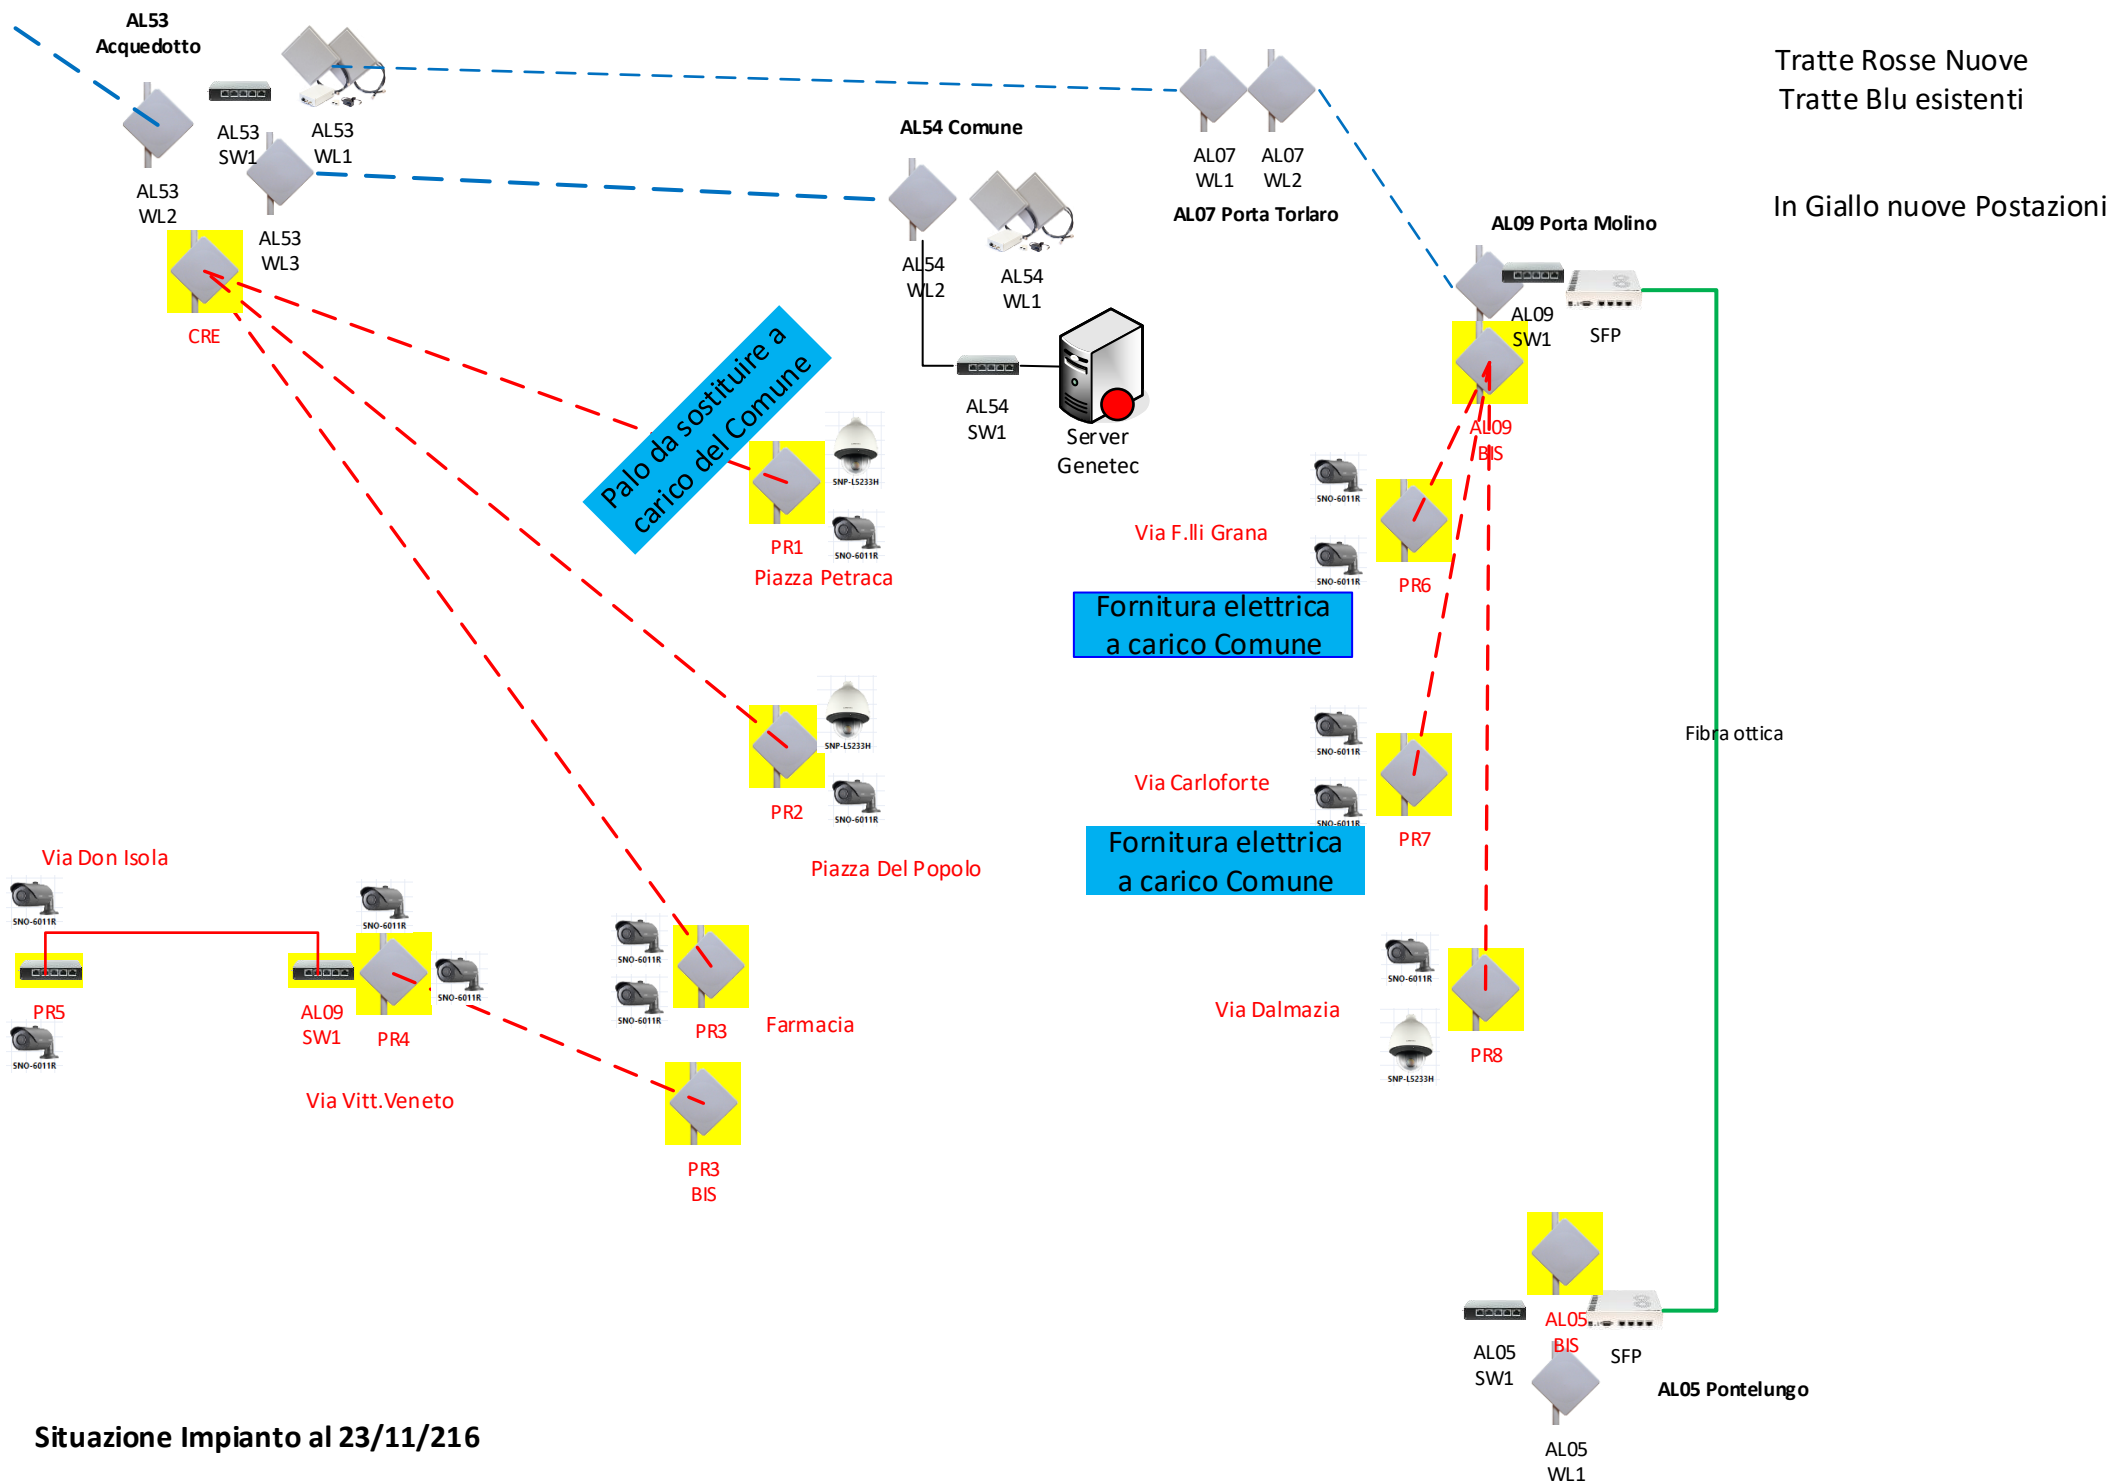 AL53
Acquedotto
Tratte Rosse Nuove
Tratte Blu esistenti
AL53
SW1
AL53
WL1
AL54 Comune
AL07
WL1
AL07
WL2
AL53
WL2
In Giallo nuove Postazioni
AL07 Porta Torlaro
AL09 Porta Molino
AL53
WL3
AL54
WL2
AL54
WL1
CRE
AL09
SW1
SFP
Palo da sostituire a
carico del Comune
AL54
SW1
Server
Genetec
AL09
BIS
SNP-L5233H
SNO-6011R
PR1
Piazza Petraca
SNO-6011R
Via F.lli Grana
SNO-6011R
PR6
Fornitura elettrica
a carico Comune
SNP-L5233H
SNO-6011R
PR2
Piazza Del Popolo
Fibra ottica
SNO-6011R
Via Carloforte
SNO-6011R
PR7
Fornitura elettrica
a carico Comune
Via Don Isola
SNO-6011R
PR5
SNO-6011R
SNO-6011R
SNO-6011R
AL09
SW1
PR4
Via Vitt.Veneto
SNO-6011R
SNO-6011R
PR3
Farmacia
PR3
BIS
SNO-6011R
Via Dalmazia
SNP-L5233H
PR8
AL05
BIS
AL05
SW1
SFP
AL05 Pontelungo
AL05
WL1
Situazione Impianto al 23/11/216